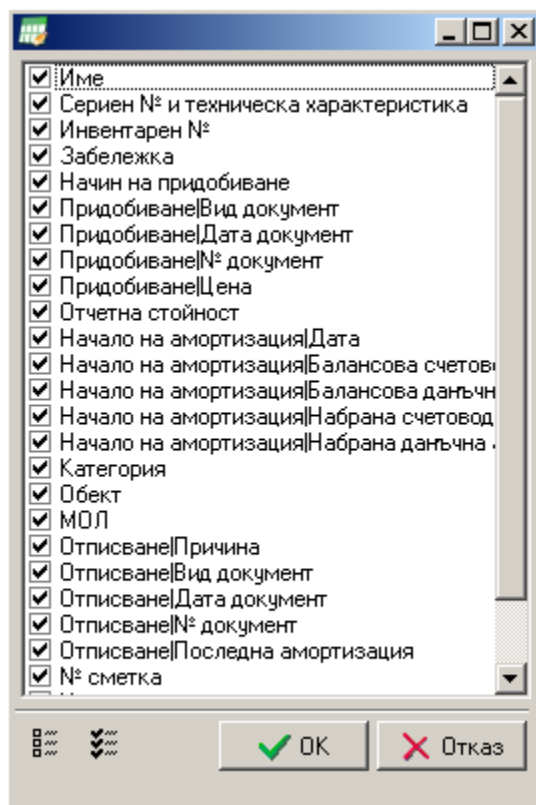 Име
Сериен № и техническа характеристика
Инвентарен №
Забележка
Начин на придобиване
Придобиване|Вид документ
Придобиване|Дата документ
Придобиване|№ документ
Придобиване|Цена
Отчетна стойност
Начало на амортизация|Дата
Начало на амортизация|Балансова счетов
Начало на амортизация|Балансова данъчн
Начало на амортизация|Набрана счетовод
Начало на амортизация|Набрана данъчна
Категория
Обект
МОЛ
Отписване|Причина
Отписване|Вид документ
Отписване|Дата документ
Отписване|№ документ
Отписване|Последна амортизация
№ сметка
OK Отказ